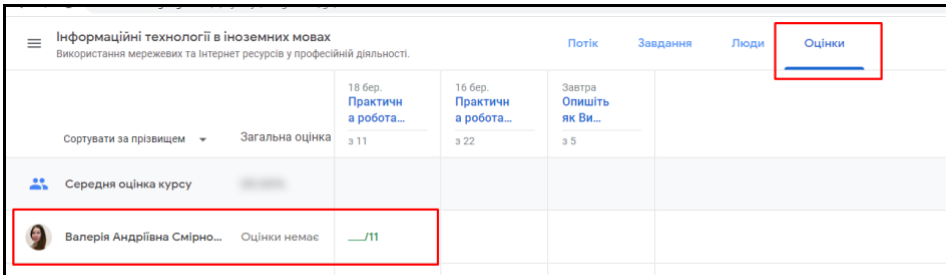 Інформаційні технології в іноземних мовах
Використання мережевих та Інтернет ресурсів у професійній діяльності.
Потік Завдання Люди Оцінки
18 бер. 16 бер. Завтра
Практичн Практичн Опишіть
а робота... а робота... як Ви...
Сортувати за прізвищем Загальна оцінка з 11 з 22 з 5
Середня оцінка курсу
Валерія Андріївна Смірно... Оцінки немає __/11